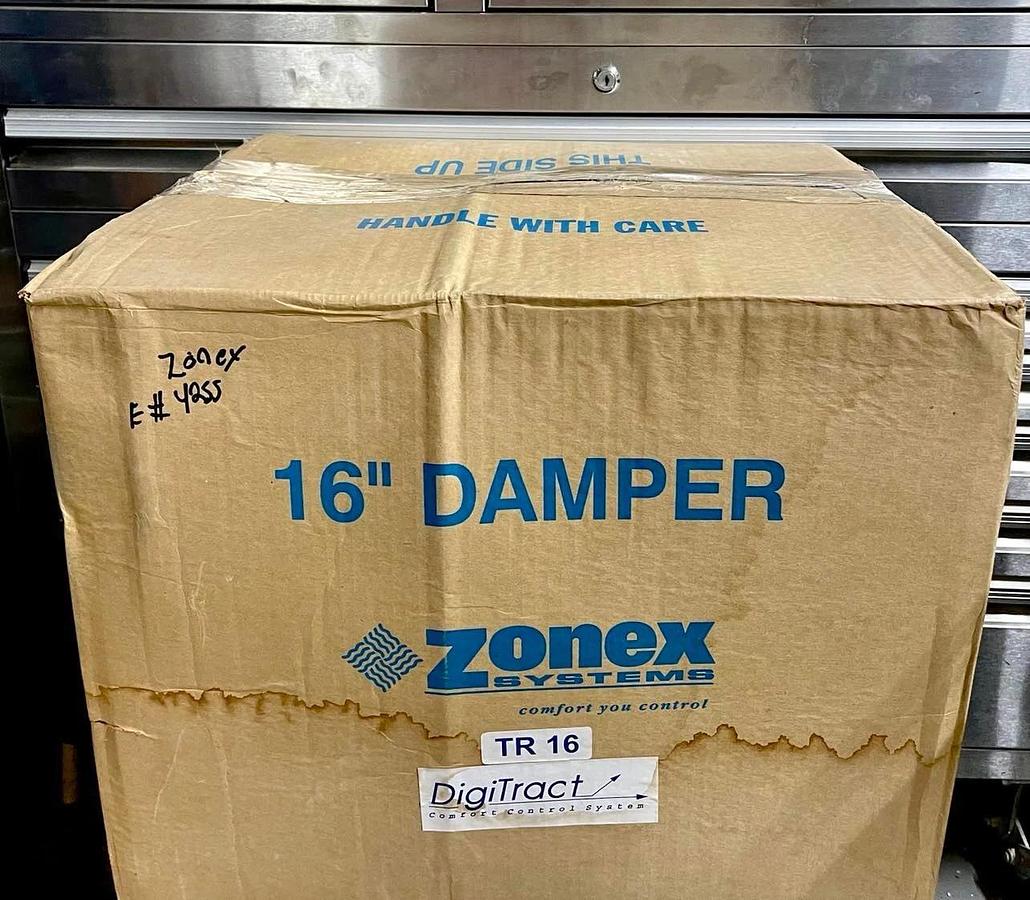 THIS SIDE UP
HANDLE WITH CARE
Zonex
E# 4255
16" DAMPER
Zonex
SYSTEMS
comfort you control
TR 16
DigiTract
Comfort Control System